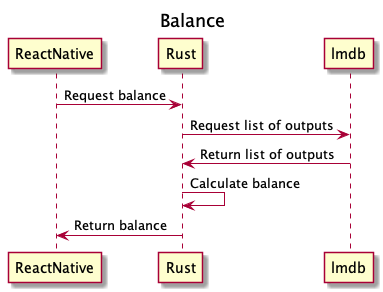 Balance
ReactNative Rust lmdb
Request balance
Request list of outputs
Return list of outputs
Calculate balance
Return balance
ReactNative Rust lmdb